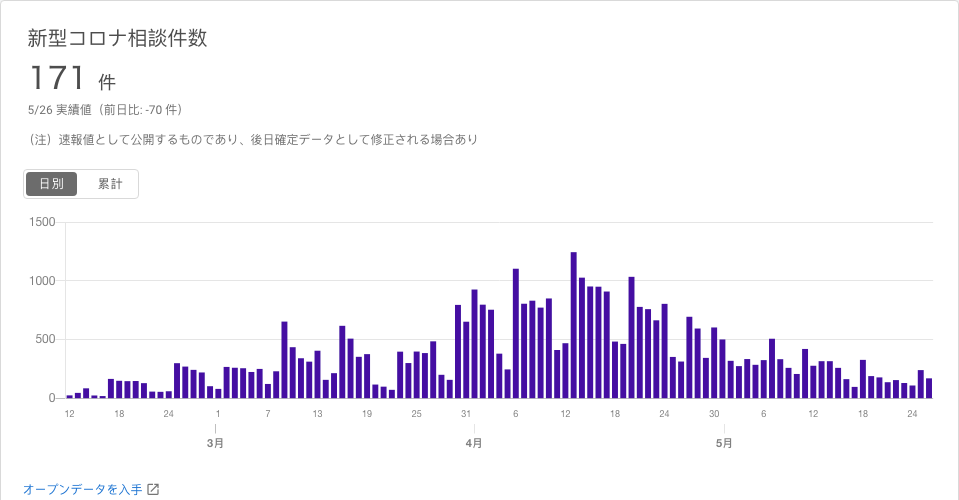 新型コロナ相談件数
171 件
5/26 実績値（前日比: -70 件）
（注）速報値として公開するものであり、後日確定データとして修正される場合あり
日別 累計
1500
1000
500
0
12 18 24 1 7 13 19 25 31 6 12 18 24 30 6 12 18 24
3月 4月 5月
オープンデータを入手